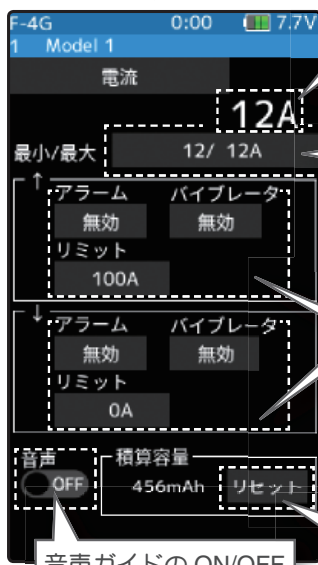 F-4G 0:00 7.7V
1 Model 1
電流
12A
最小/最大 12/ 12A
↑
アラーム バイブレータ
無効 無効
リミット
100A
↓
アラーム バイブレータ
無効 無効
リミット
0A
音声 積算容量
OFF 456mAh リセット
音声ガイドの ON/OFF